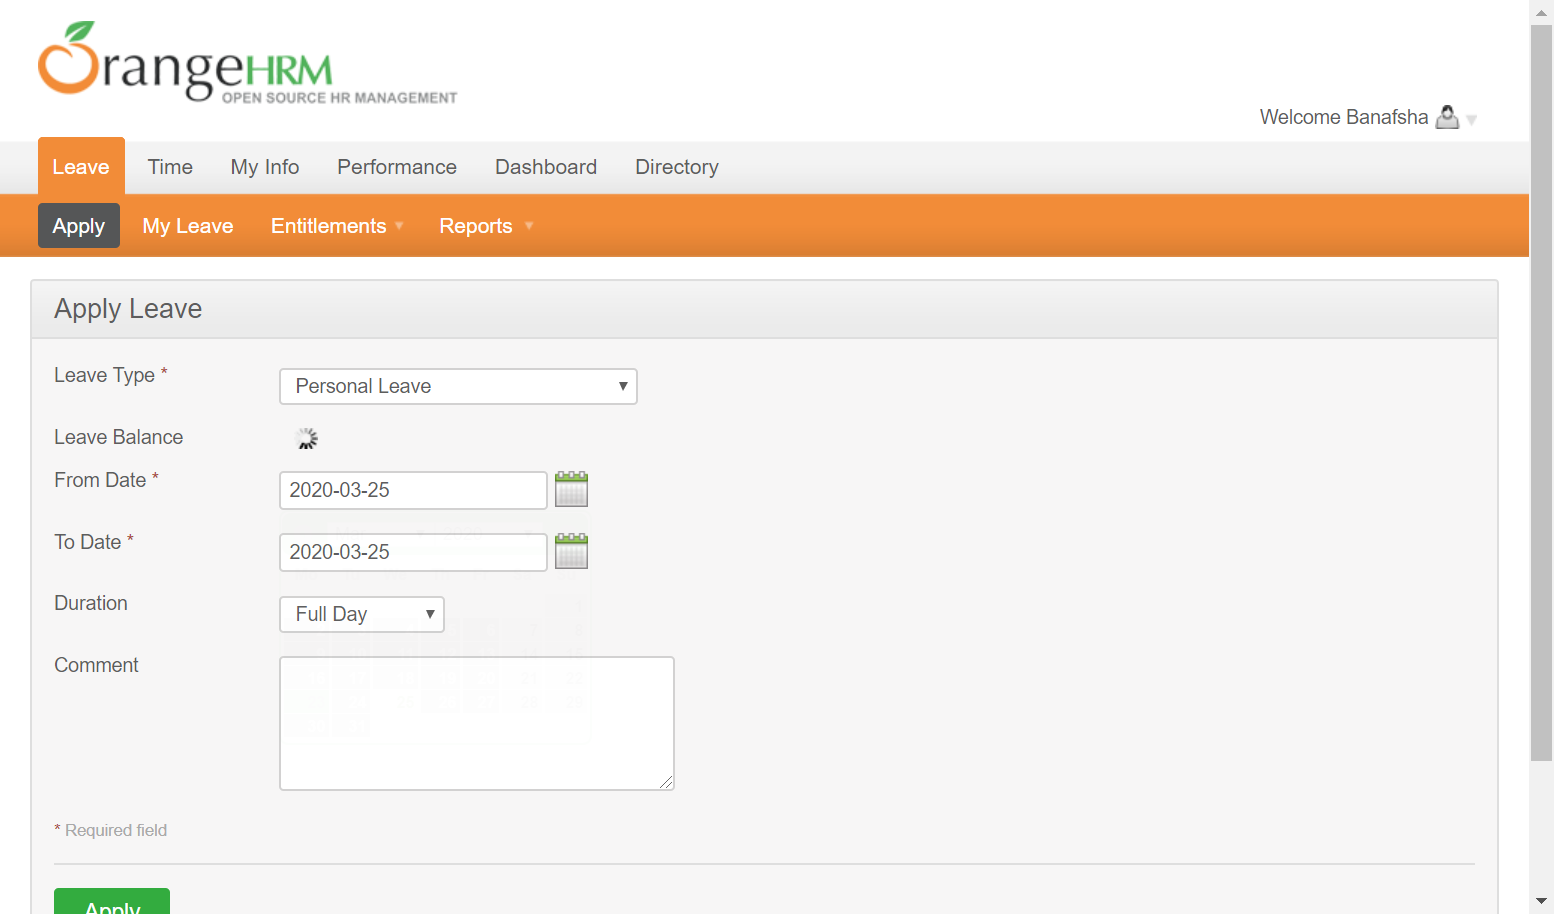 OrangeHRM
OPEN SOURCE HR MANAGEMENT
Welcome Banafsha
Leave Time My Info Performance Dashboard Directory
Apply My Leave Entitlements Reports
Apply Leave
Leave Type * Personal Leave
Leave Balance
From Date * 2020-03-25
To Date * 2020-03-25
Duration Full Day
Comment
* Required field
Apply